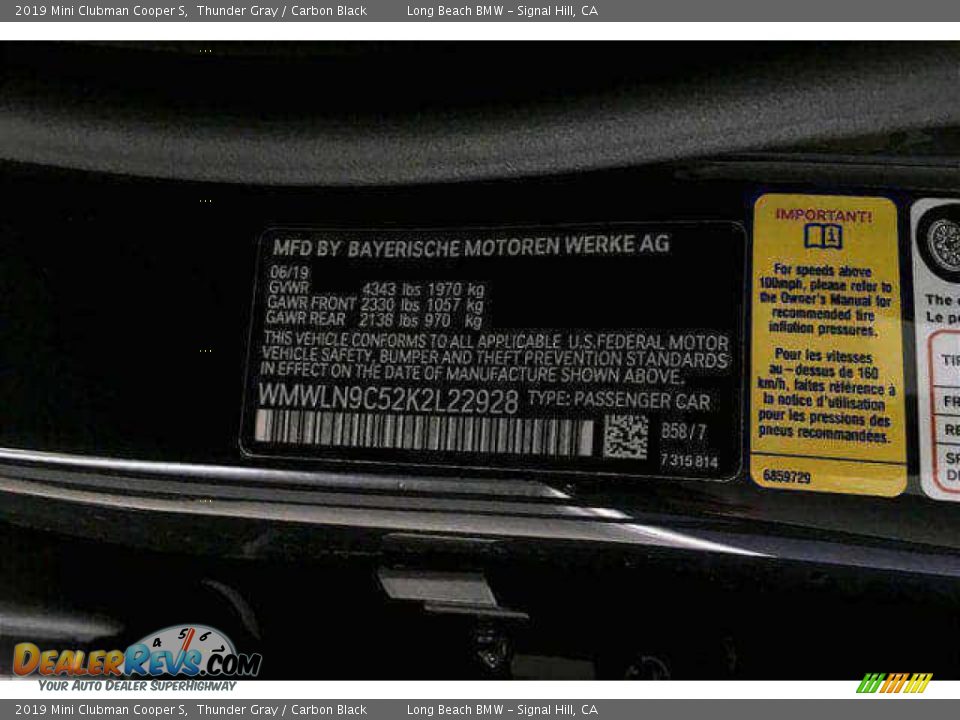 2019 Mini Clubman Cooper S, Thunder Gray / Carbon Black Long Beach BMW - Signal Hill, CA
MFD BY BAYERISCHE MOTOREN WERKE AG
06/19
GVWR 4343 lbs 1970 kg
GAWR FRONT 2330 lbs 1057 kg
GAWR REAR 2138 lbs 970 kg
THIS VEHICLE CONFORMS TO ALL APPLICABLE U.S.FEDERAL MOTOR
VEHICLE SAFETY, BUMPER AND THEFT PREVENTION STANDARDS
IN EFFECT ON THE DATE OF MANUFACTURE SHOWN ABOVE.
WMWLN9C52K2L22928 TYPE: PASSENGER CAR
B58/7
7 315 814
IMPORTANT!
For speeds above
100mph, please refer to
the Owner's Manual for
recommended tire
inflation pressures.
Pour les vitesses
au-dessus de 160
km/h, faites référence à
la notice d'utilisation
pour les pressions des
pneus recommandées.
6859729
The
Le
4 5 6
DealerRevs.com
Your Auto Dealer SuperHighway
2019 Mini Clubman Cooper S, Thunder Gray / Carbon Black Long Beach BMW - Signal Hill, CA